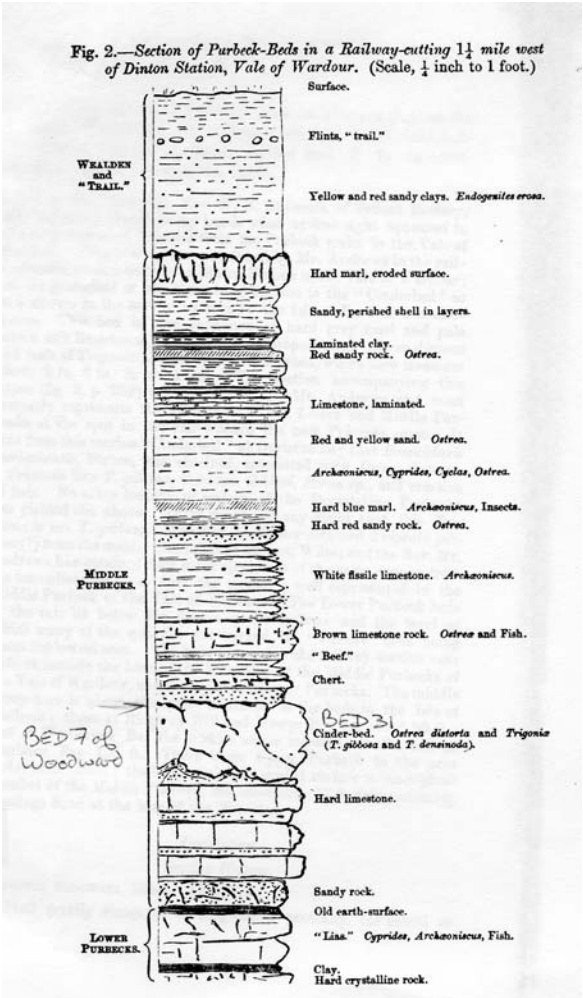 Fig. 2.—Section of Purbeck-Beds in a Railway-cutting 1¼ mile west
of Dinton Station, Vale of Wardour. (Scale, ¼ inch to 1 foot.)
Surface.
Flints, "trail."
WEALDEN
and
"TRAIL."
Yellow and red sandy clays. Endogenites erosa.
Hard marl, eroded surface.
Sandy, perished shell in layers.
Laminated clay.
Red sandy rock. Ostrea.
Limestone, laminated.
Red and yellow sand. Ostrea.
Archæoniscus, Cyprides, Cyclas, Ostrea.
Hard blue marl. Archæoniscus, Insects.
Hard red sandy rock. Ostrea.
MIDDLE
PURBECKS.
White fissile limestone. Archæoniscus.
Brown limestone rock. Ostrea and Fish.
"Beef."
Chert.
BED 31
BED 7 of
Woodward
Cinder-bed. Ostrea distorta and Trigoniæ
(T. gibbosa and T. densinoda).
Hard limestone.
Sandy rock.
Old earth-surface.
LOWER
PURBECKS.
"Lias." Cyprides, Archæoniscus, Fish.
Clay.
Hard crystalline rock.